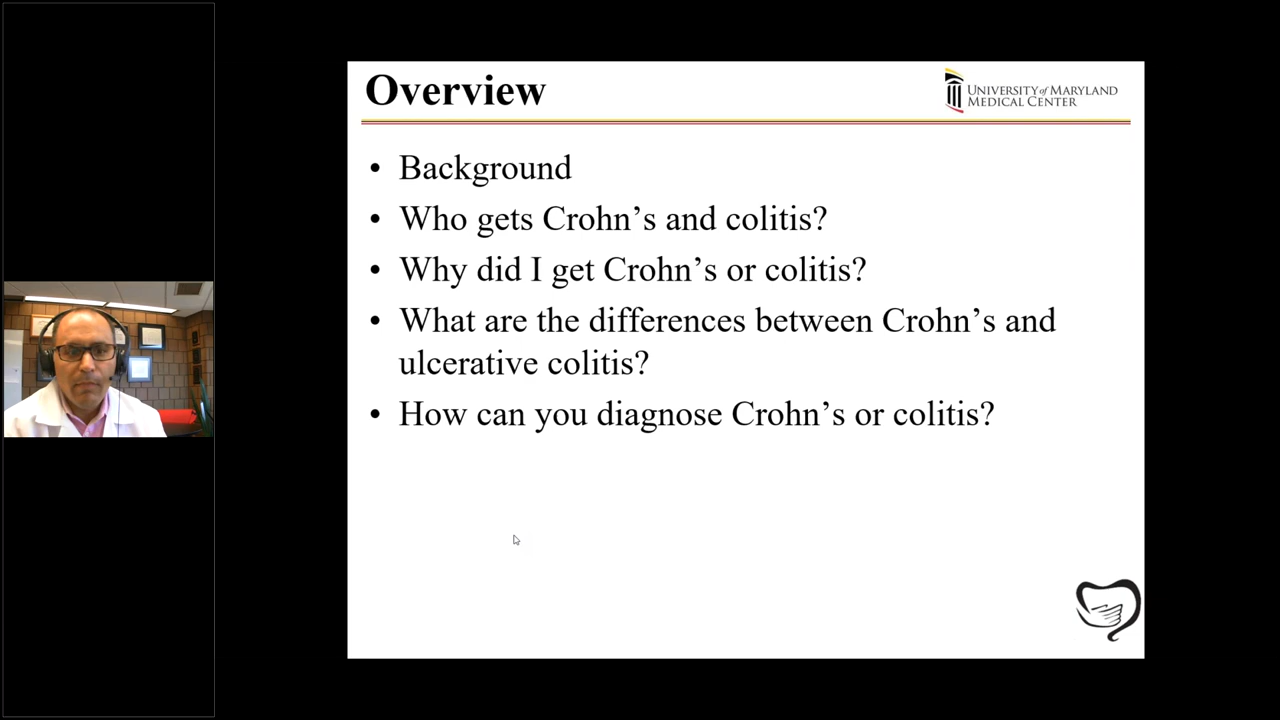 Overview
UNIVERSITY of MARYLAND
MEDICAL CENTER
• Background
• Who gets Crohn’s and colitis?
• Why did I get Crohn’s or colitis?
• What are the differences between Crohn’s and
ulcerative colitis?
• How can you diagnose Crohn’s or colitis?